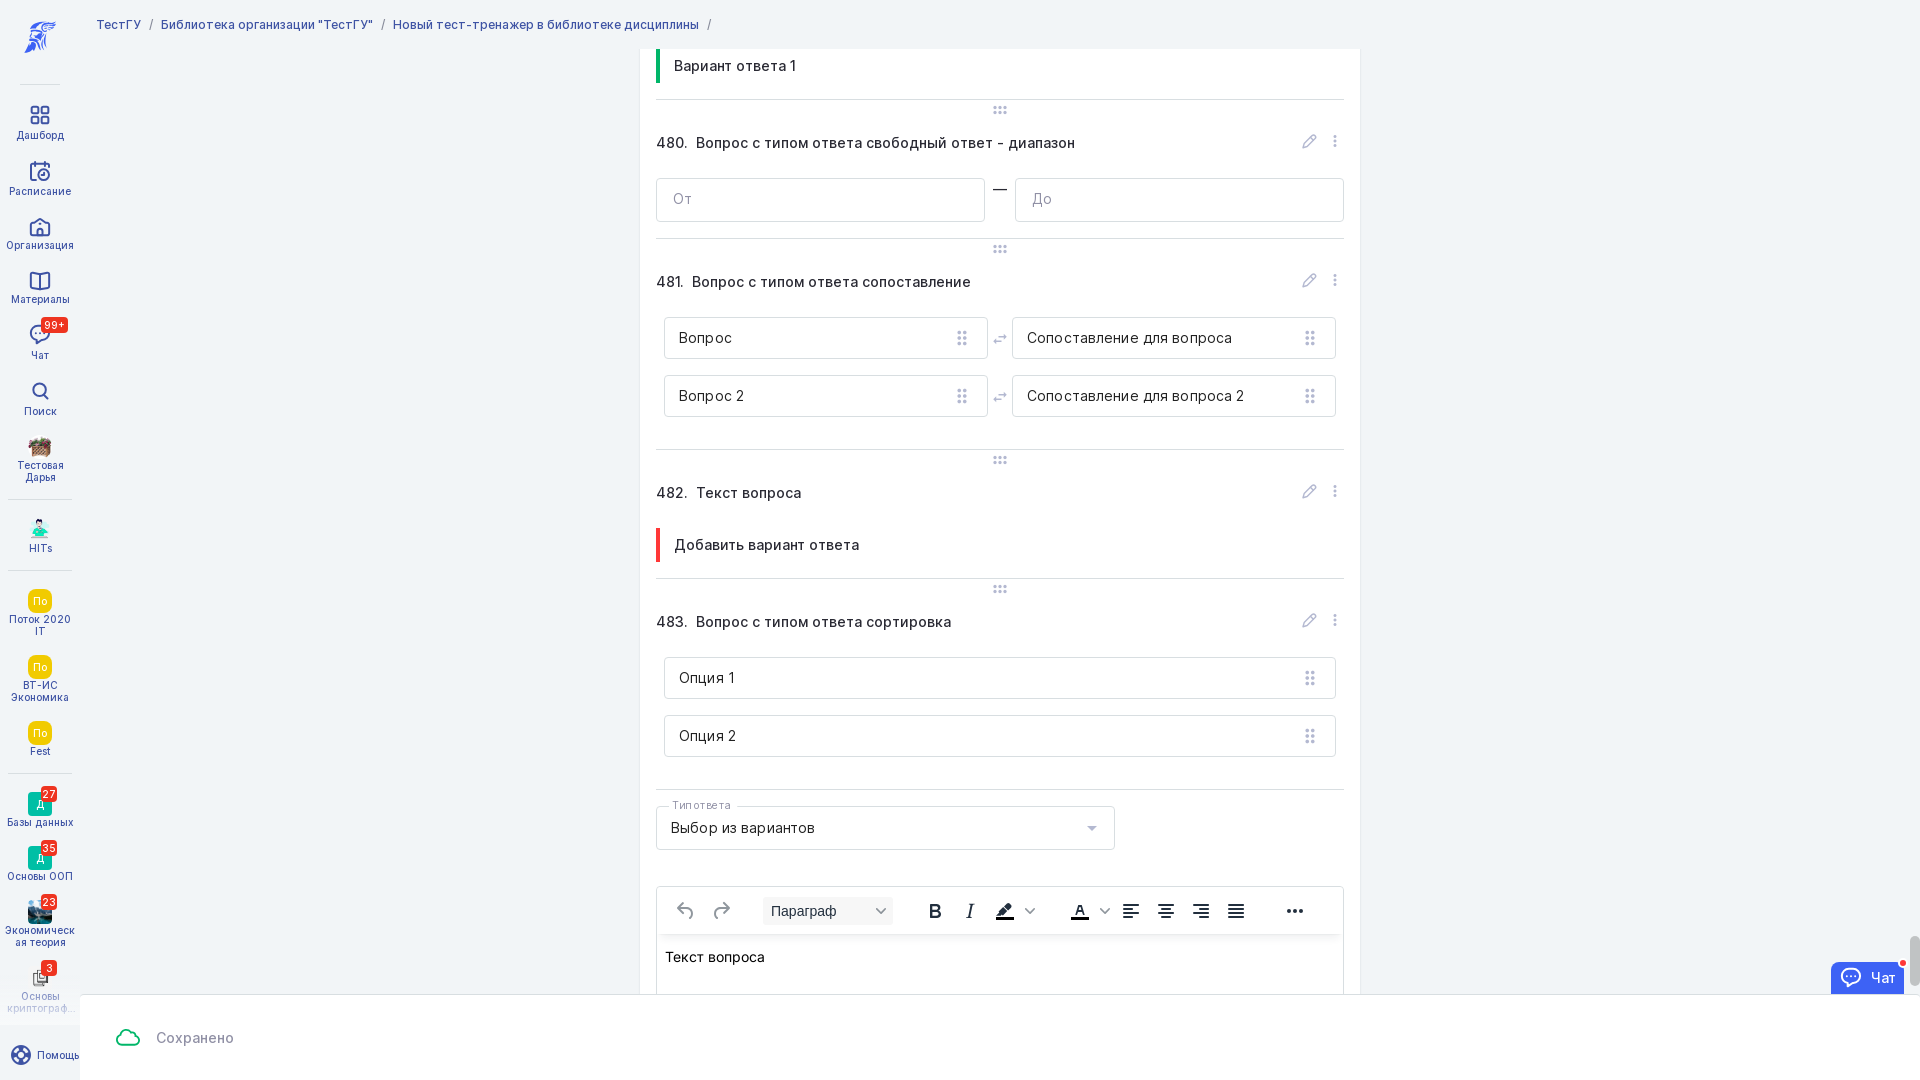 ТестГУ / Библиотека организации "ТестГУ" / Новый тест-тренажер в библиотеке дисциплины /
Дашборд
Расписание
Организация
Материалы
99+
Чат
Поиск
Тестовая
Дарья
HITs
По
Поток 2020
IT
По
ВТ-ИС
Экономика
По
Fest
27
Д
Базы данных
35
Д
Основы ООП
23
Экономическ
ая теория
3
Основы
криптограф...
Помощь
Вариант ответа 1
480. Вопрос с типом ответа свободный ответ - диапазон
От — До
481. Вопрос с типом ответа сопоставление
Вопрос Сопоставление для вопроса
Вопрос 2 Сопоставление для вопроса 2
482. Текст вопроса
Добавить вариант ответа
483. Вопрос с типом ответа сортировка
Опция 1
Опция 2
Тип ответа
Выбор из вариантов
Параграф
Текст вопроса
Чат
Сохранено